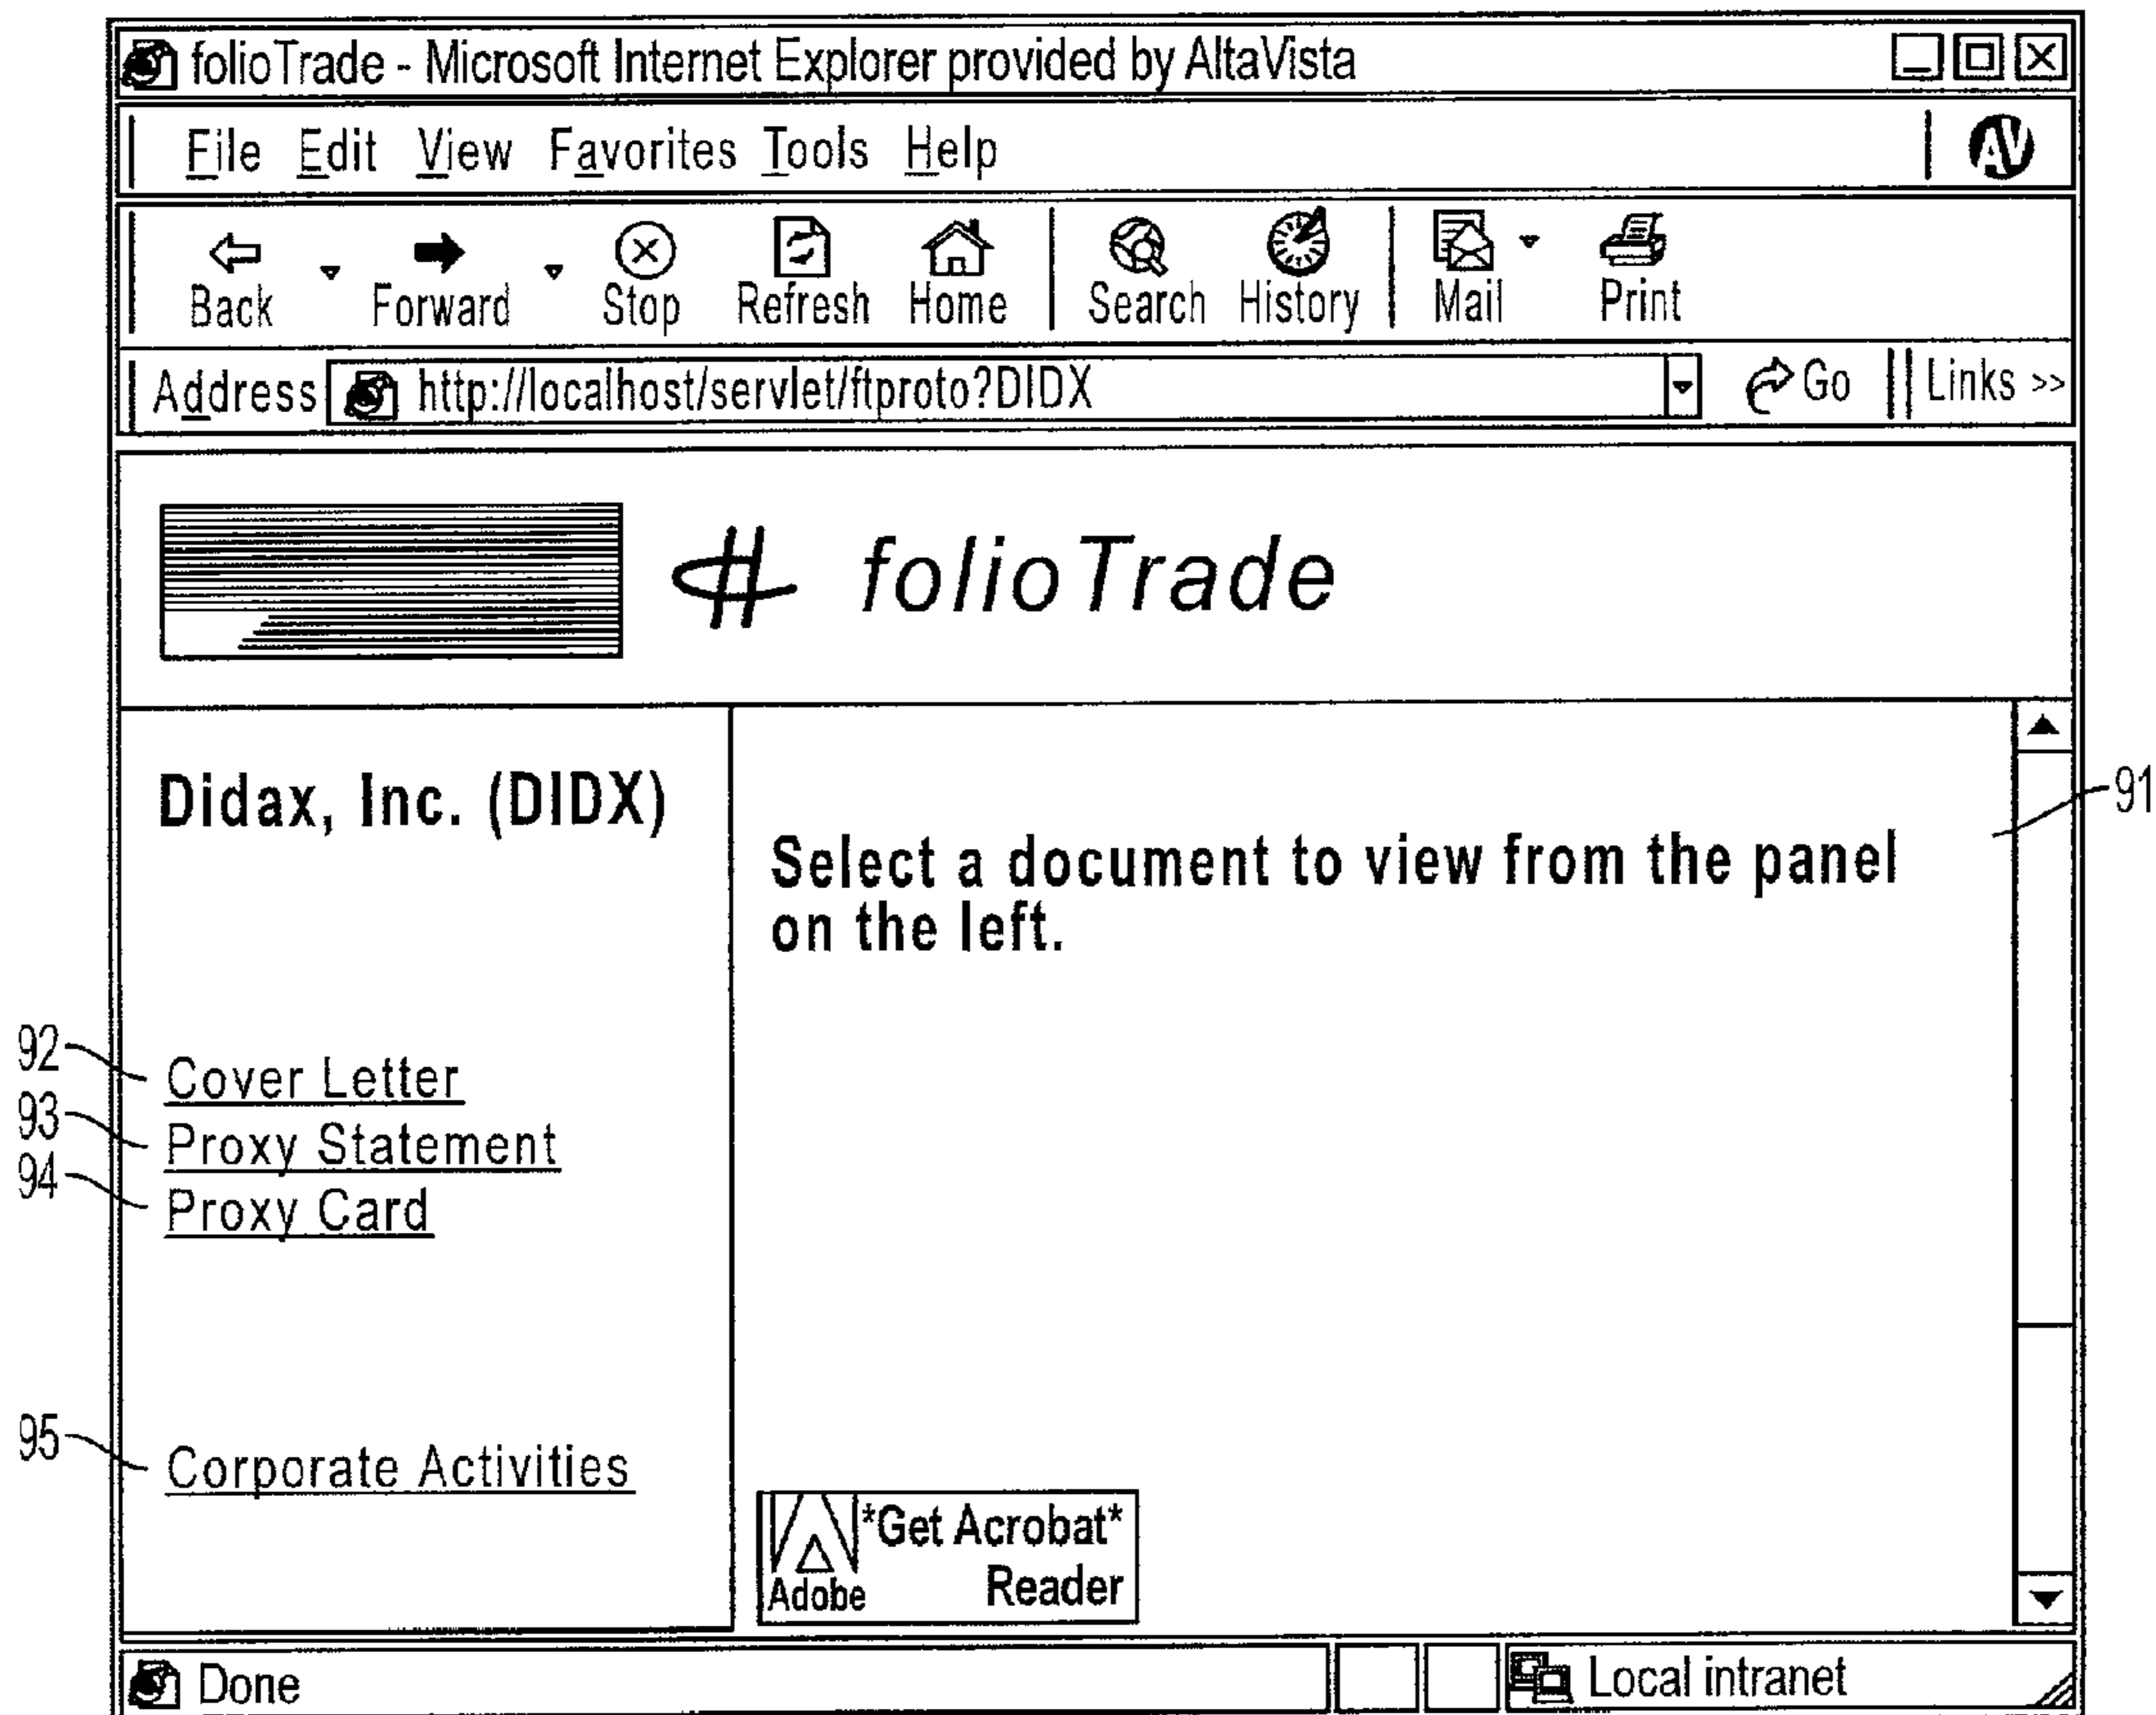 folioTrade - Microsoft Internet Explorer provided by AltaVista
File Edit View Favorites Tools Help
AV
Back Forward Stop Refresh Home Search History Mail Print
Address http://localhost/servlet/ftproto?DIDX Go Links >>
folioTrade
Didax, Inc. (DIDX)
91
Select a document to view from the panel
on the left.
92 Cover Letter
93 Proxy Statement
94 Proxy Card
95 Corporate Activities
*Get Acrobat*
Adobe Reader
Done Local intranet